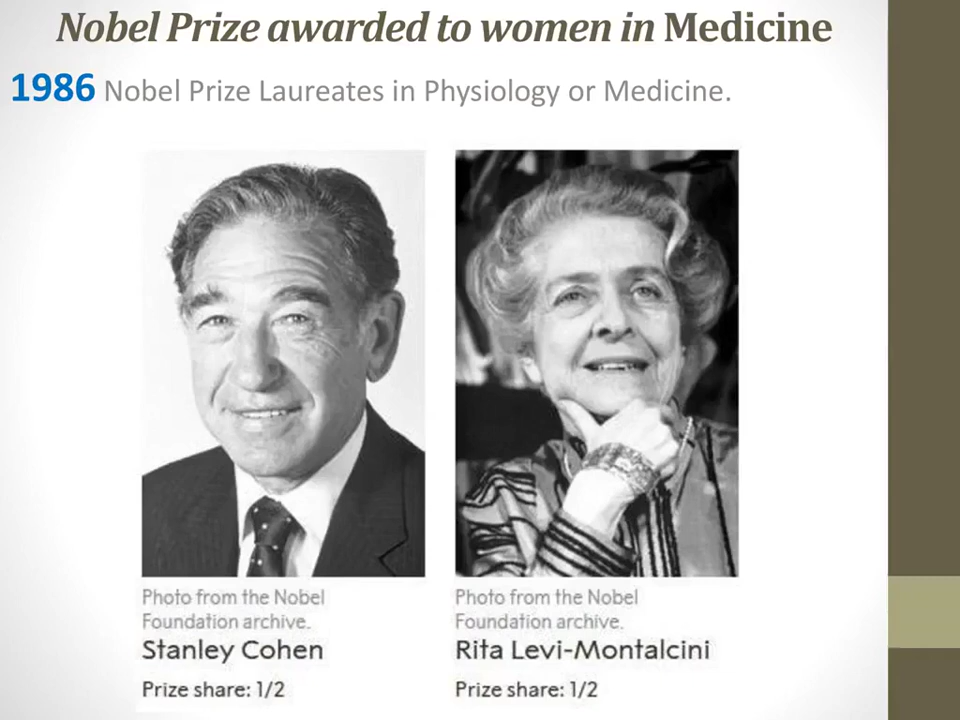 Nobel Prize awarded to women in Medicine
1986 Nobel Prize Laureates in Physiology or Medicine.
Photo from the Nobel
Foundation archive.
Stanley Cohen
Prize share: 1/2
Photo from the Nobel
Foundation archive.
Rita Levi-Montalcini
Prize share: 1/2